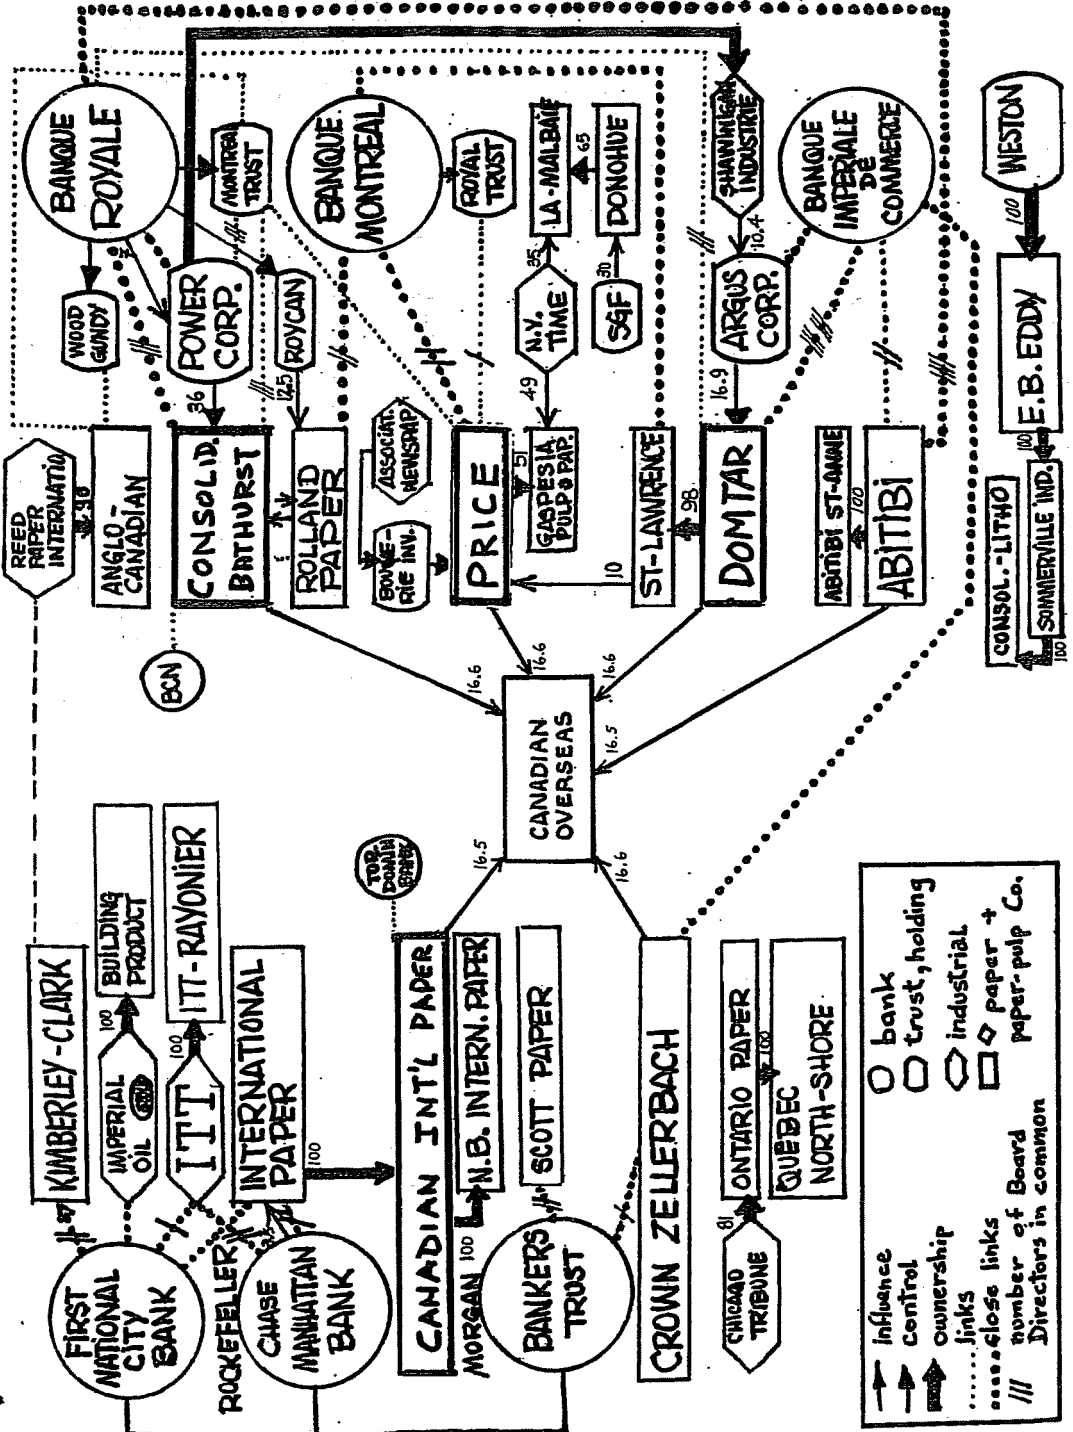 FIRST
NATIONAL
CITY
BANK
ROCKEFELLER
CHASE
MANHATAN
BANK
MORGAN
BANKERS
TRUST
KIMBERLEY-CLARK
IMPERIAL
OIL
100
BUILDING
PRODUCT
ITT
100
ITT-RAYONIER
INTERNATIONAL
PAPER
100
CANADIAN INT'L PAPER
100
N.B. INTERN. PAPER
SCOTT PAPER
CROWN ZELLERBACH
CHICAGO
TRIBUNE
81
ONTARIO PAPER
100
QUEBEC
NORTH-SHORE
TOR.
DOMIN
BANK
16.5
16.6
CANADIAN
OVERSEAS
16.6
16.6
16.6
16.5
BCN
REED
PAPER
INTERNATIO
90
ANGLO-
CANADIAN
CONSOLID.
BATHURST
ROLLAND
PAPER
ASSOCIAT.
NEWSPAP.
BOWNE-
RIE INV.
PRICE
51
GASPESIA
PULP & PAP.
10
ST-LAWRENCE
98
DOMTAR
ABITIBI ST-ANNE
100
ABITIBI
CONSOL.-LITHO
100
SOMMERVILLE IND.
100
E.B. EDDY
100
WESTON
BANQUE
ROYALE
WOOD
GUNDY
MONTREAL
TRUST
POWER
CORP.
36
ROYCAN
12.5
BANQUE
MONTREAL
ROYAL
TRUST
N.Y.
TIME
35
49
LA-MALBAIE
65
DONOHUE
SGF
30
SHAWINIGAN
INDUSTRIE
10.4
ARGUS
CORP.
16.9
BANQUE
IMPERIALE
DE
COMMERCE
influence
control
ownership
links
close links
number of Board
Directors in common
bank
trust, holding
industrial
paper +
paper-pulp Co.